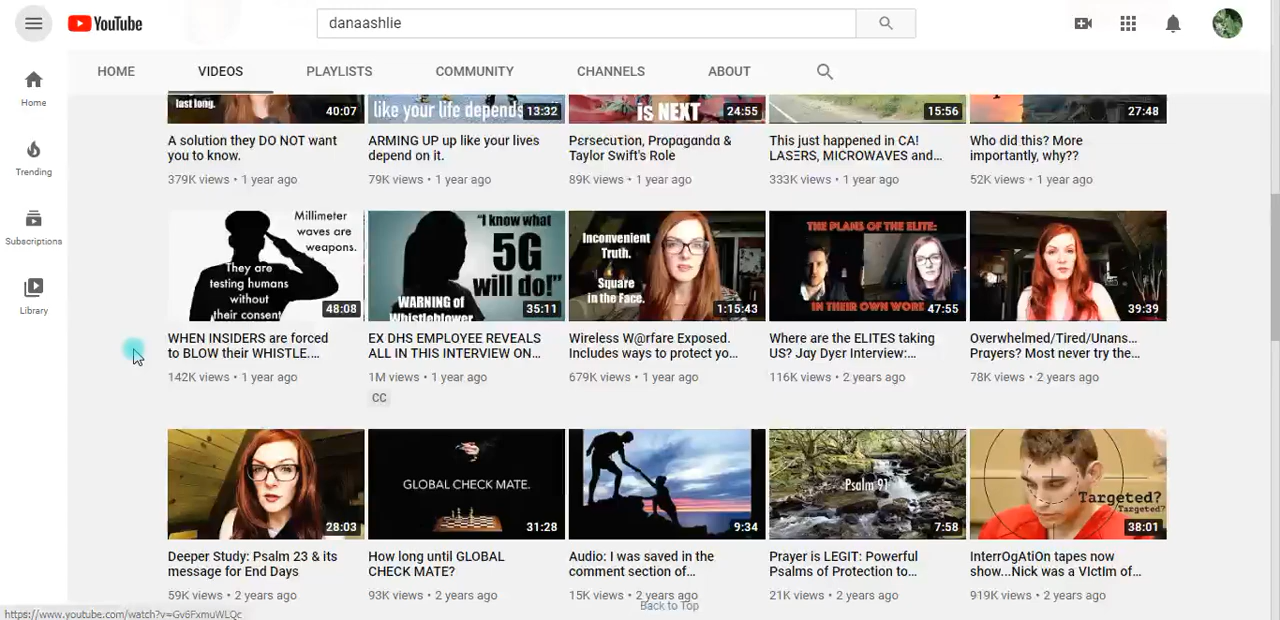 YouTube
danaashlie
HOME VIDEOS PLAYLISTS COMMUNITY CHANNELS ABOUT
Home
Trending
Subscriptions
Library
last long.
40:07
like your life depends
13:32
is NEXT
24:55
15:56
27:48
A solution they DO NOT want
you to know.
379K views • 1 year ago
ARMING UP up like your lives
depend on it.
79K views • 1 year ago
Pɛrsecuτion, Propɑgɑndɑ &
Taylor Swift's Role
89K views • 1 year ago
This just happened in CA!
LASΞRS, MICROWAVES and...
333K views • 1 year ago
Who did this? More
importantly, why??
52K views • 1 year ago
Millimeter
waves are
weapons.
They are
testing humans
without
their consent
48:08
"I know what
5G
will do!"
WARNING of
Whistleblower
35:11
Inconvenient
Truth.
Square
in the Face.
1:15:43
THE PLANS OF THE ELITE:
IN THEIR OWN WORD
47:55
39:39
WHEN INSIDERS are forced
to BLOW their WHISTLE....
142K views • 1 year ago
EX DHS EMPLOYEE REVEALS
ALL IN THIS INTERVIEW ON...
1M views • 1 year ago
CC
Wireless W@rfare Exposed.
Includes ways to protect yo...
679K views • 1 year ago
Where are the ELITES taking
US? Jɑy Dyɛr Interview:...
116K views • 2 years ago
Overwhelmed/Tired/Unans...
Prɑyers? Most never try the...
78K views • 2 years ago
28:03
GLOBAL CHECK MATE.
31:28
9:34
Psalm 91
7:58
Targeted?
Targeted?
38:01
Deeper Study: Psalm 23 & its
message for End Days
59K views • 2 years ago
How long until GLOBAL
CHECK MATE?
93K views • 2 years ago
Audio: I was saved in the
comment section of...
15K views • 2 years ago
Prayer is LEGIT: Powerful
Psalms of Protection to...
21K views • 2 years ago
InterrOgAtiOn tapes now
show...Nick was a VIctIm of...
919K views • 2 years ago
Back to Top
https://www.youtube.com/watch?v=Gv6FxmuWLQc